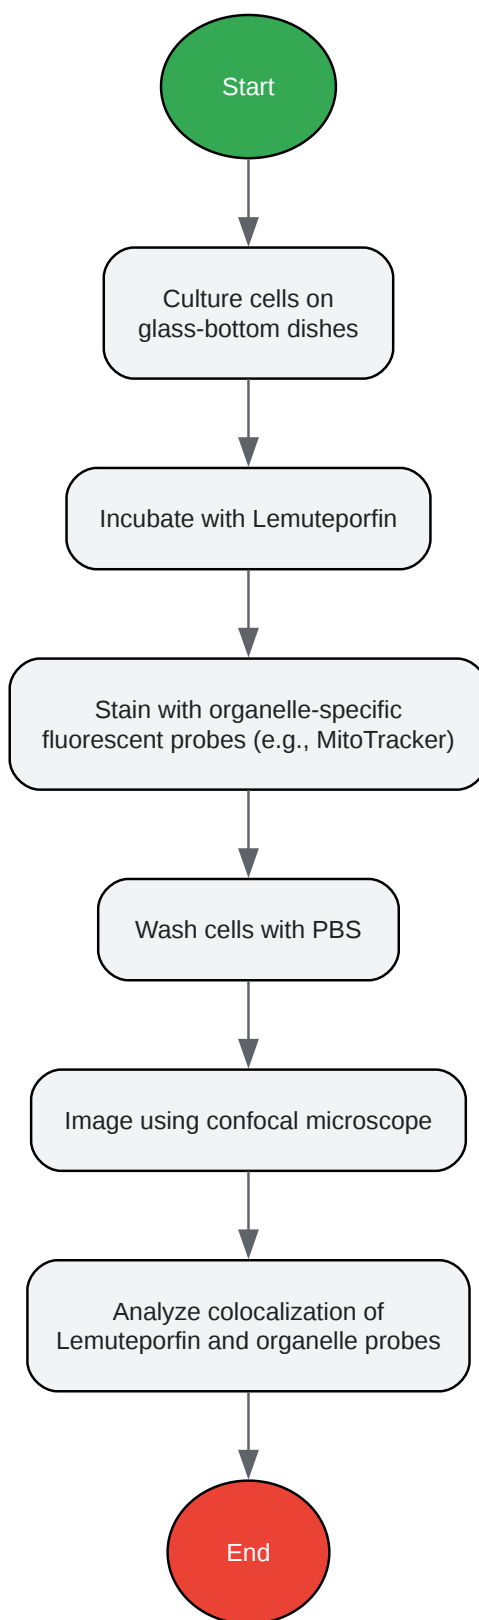 Start
Culture cells on
glass-bottom dishes
Incubate with Lemuteporfin
Stain with organelle-specific
fluorescent probes (e.g., MitoTracker)
Wash cells with PBS
Image using confocal microscope
Analyze colocalization of
Lemuteporfin and organelle probes
End